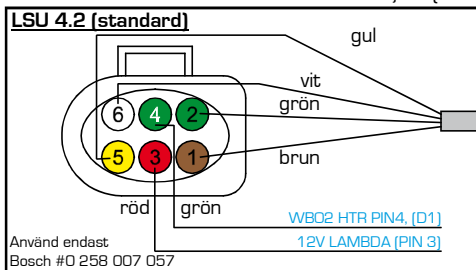 LSU 4.2 (standard)
gul
vit
grön
6 4 2
5 3 1
brun
röd grön
WBO2 HTR PIN4, (D1)
12V LAMBDA (PIN 3)
Använd endast
Bosch #0 258 007 057